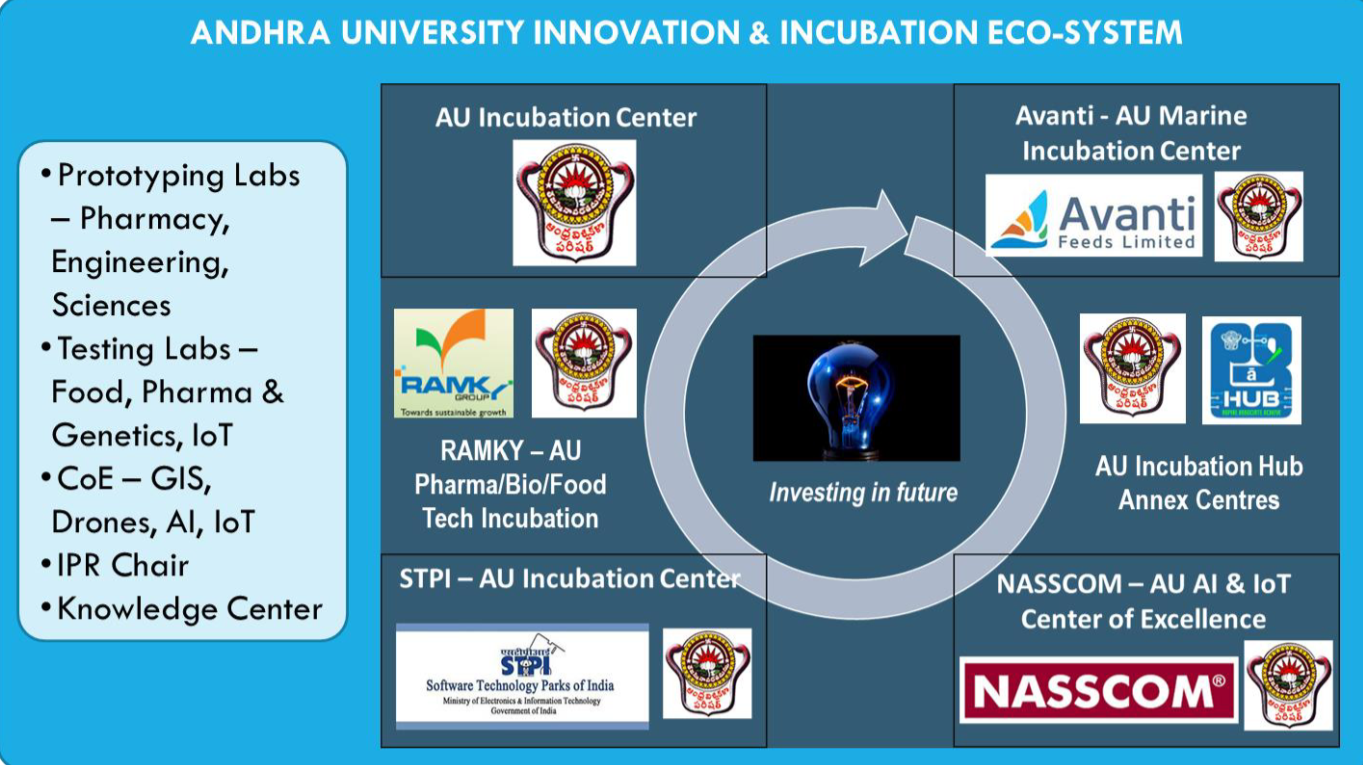 ANDHRA UNIVERSITY INNOVATION & INCUBATION ECO-SYSTEM
•Prototyping Labs
– Pharmacy,
Engineering,
Sciences
•Testing Labs –
Food, Pharma &
Genetics, IoT
•CoE – GIS,
Drones, AI, IoT
•IPR Chair
•Knowledge Center
AU Incubation Center
Avanti - AU Marine
Incubation Center
Avanti
Feeds Limited
RAMKY
GROUP
Towards sustainable growth
RAMKY – AU
Pharma/Bio/Food
Tech Incubation
Investing in future
ā
HUB
AU Incubation Hub
Annex Centres
STPI – AU Incubation Center
STPI
Software Technology Parks of India
Ministry of Electronics & Information Technology
Government of India
NASSCOM – AU AI & IoT
Center of Excellence
NASSCOM®